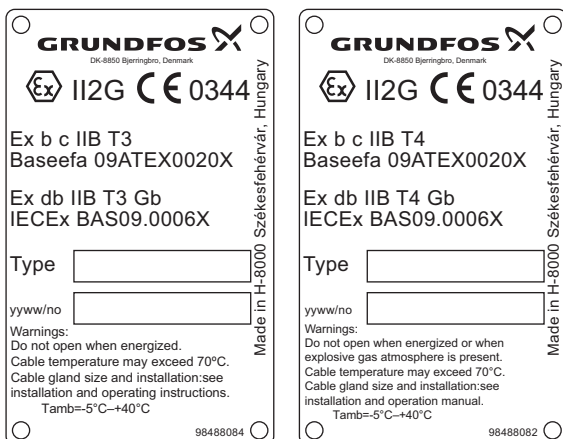 GRUNDFOS
DK-8850 Bjerringbro, Denmark
Ex II2G CE 0344
Ex b c IIB T3
Baseefa 09ATEX0020X
Ex db IIB T3 Gb
IECEx BAS09.0006X
Type
yyww/no
Warnings:
Do not open when energized.
Cable temperature may exceed 70ºC.
Cable gland size and installation:see
installation and operating instructions.
Tamb=-5°C–+40°C
98488084
Made in H-8000 Székesfehérvár, Hungary
GRUNDFOS
DK-8850 Bjerringbro, Denmark
Ex II2G CE 0344
Ex b c IIB T4
Baseefa 09ATEX0020X
Ex db IIB T4 Gb
IECEx BAS09.0006X
Type
yyww/no
Warnings:
Do not open when energized or when
explosive gas atmosphere is present.
Cable temperature may exceed 70°C.
Cable gland size and installation:see
installation and operation manual.
Tamb=-5°C–+40°C
98488082
Made in H-8000 Székesfehérvár, Hungary